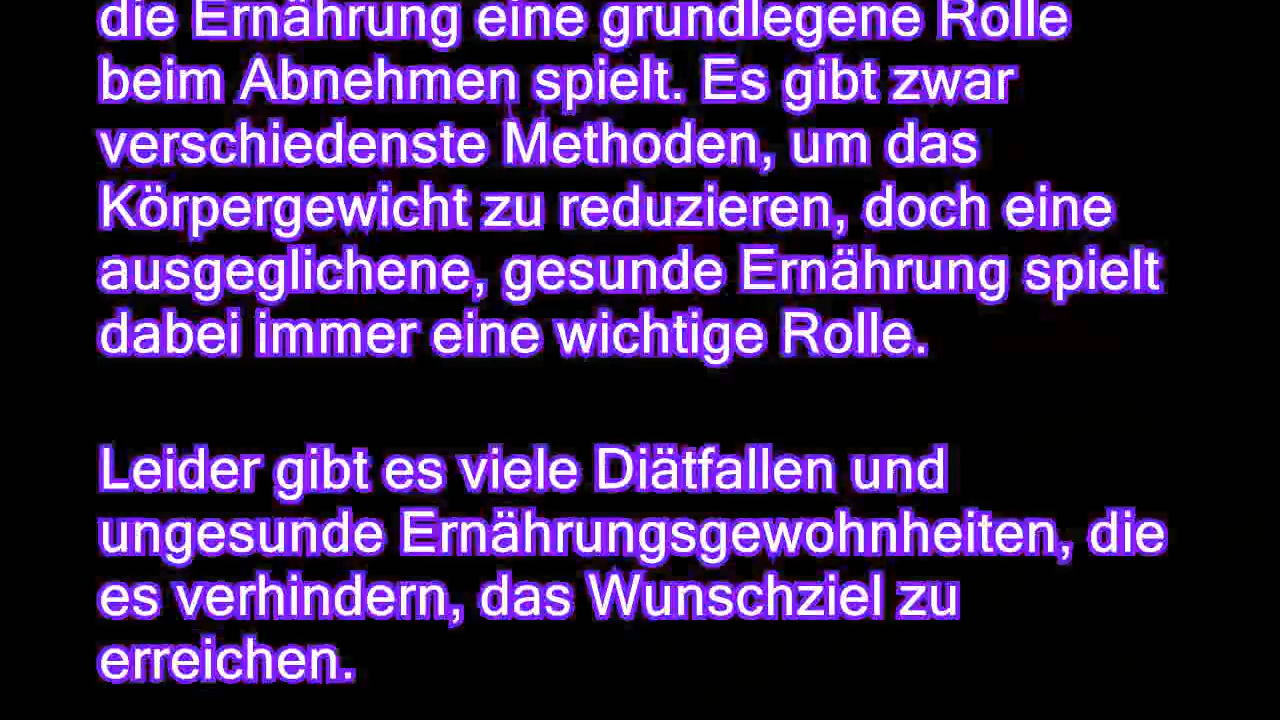 die Ernährung eine grundlegene Rolle
beim Abnehmen spielt. Es gibt zwar
verschiedenste Methoden, um das
Körpergewicht zu reduzieren, doch eine
ausgeglichene, gesunde Ernährung spielt
dabei immer eine wichtige Rolle.
Leider gibt es viele Diätfallen und
ungesunde Ernährungsgewohnheiten, die
es verhindern, das Wunschziel zu
erreichen.